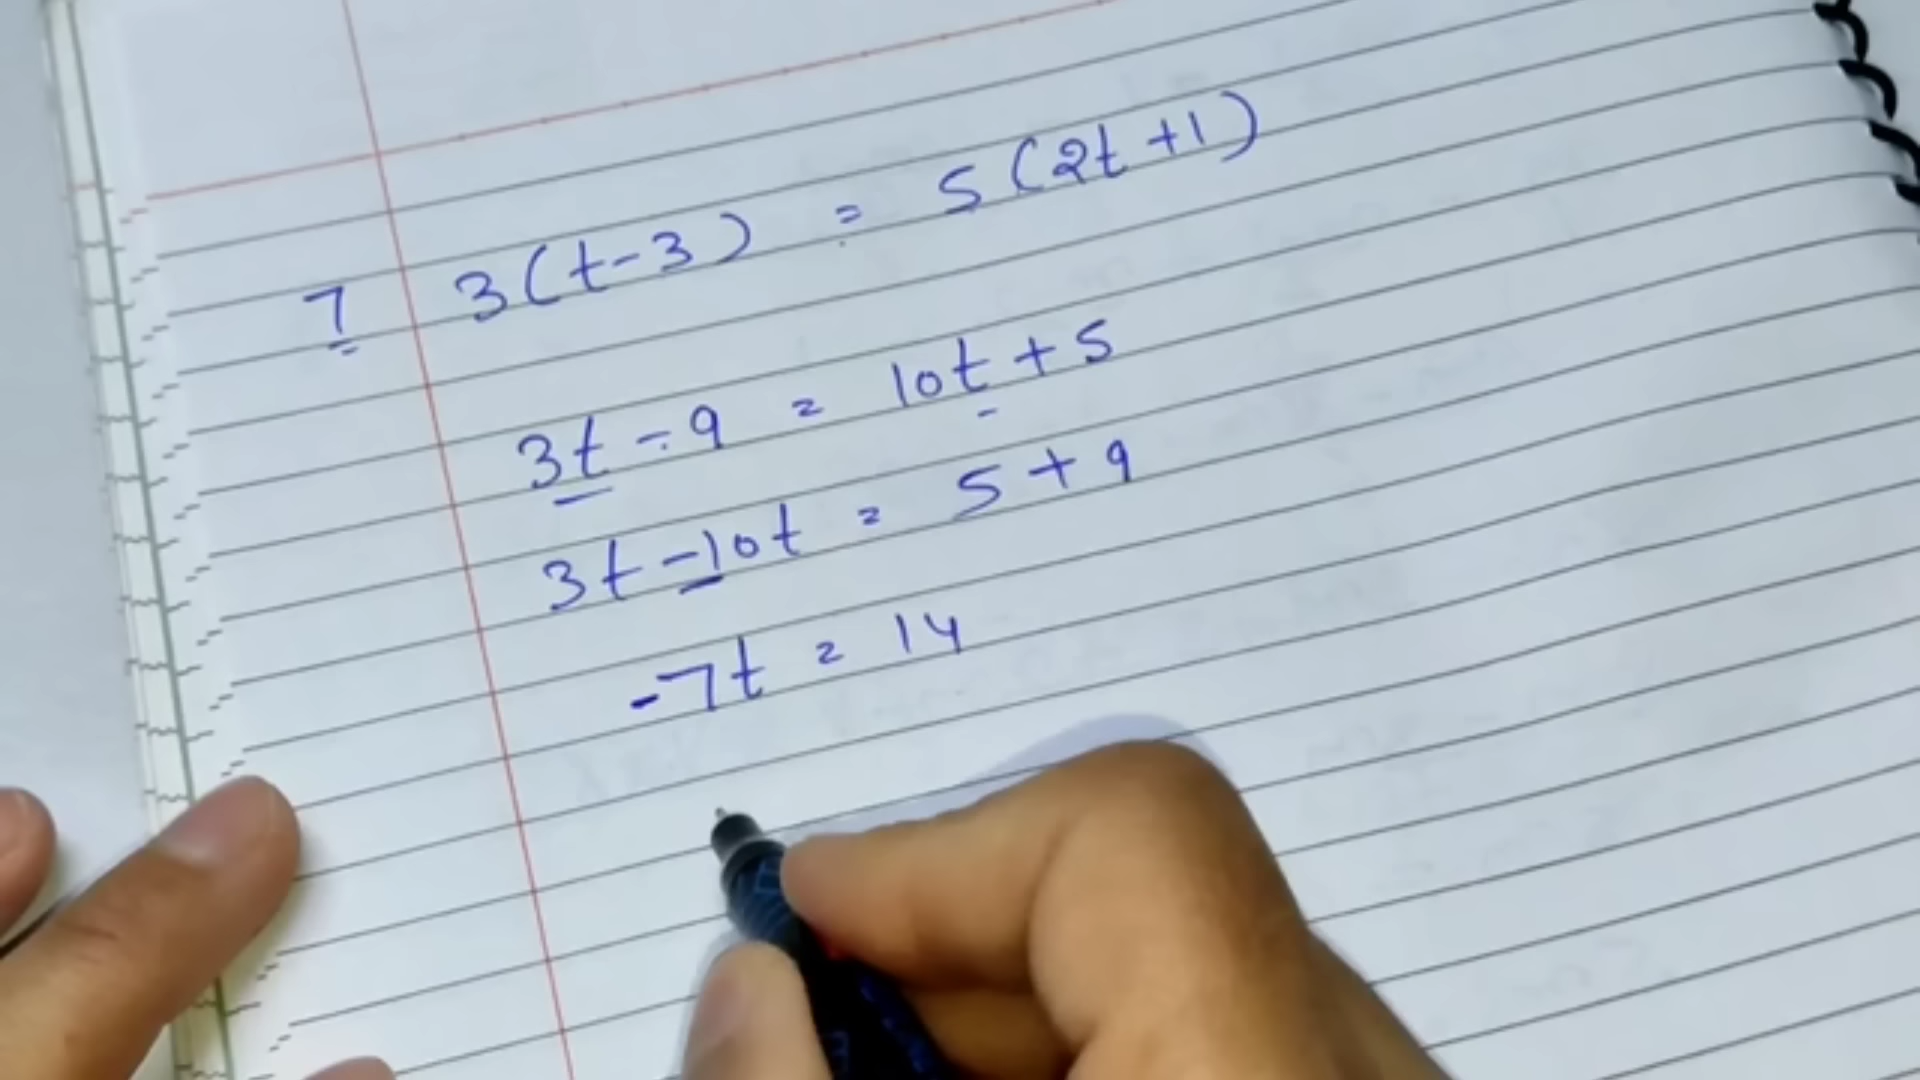 7 3(t-3) = 5(2t+1)
3t-9 = 10t+5
3t-10t = 5+9
-7t = 14